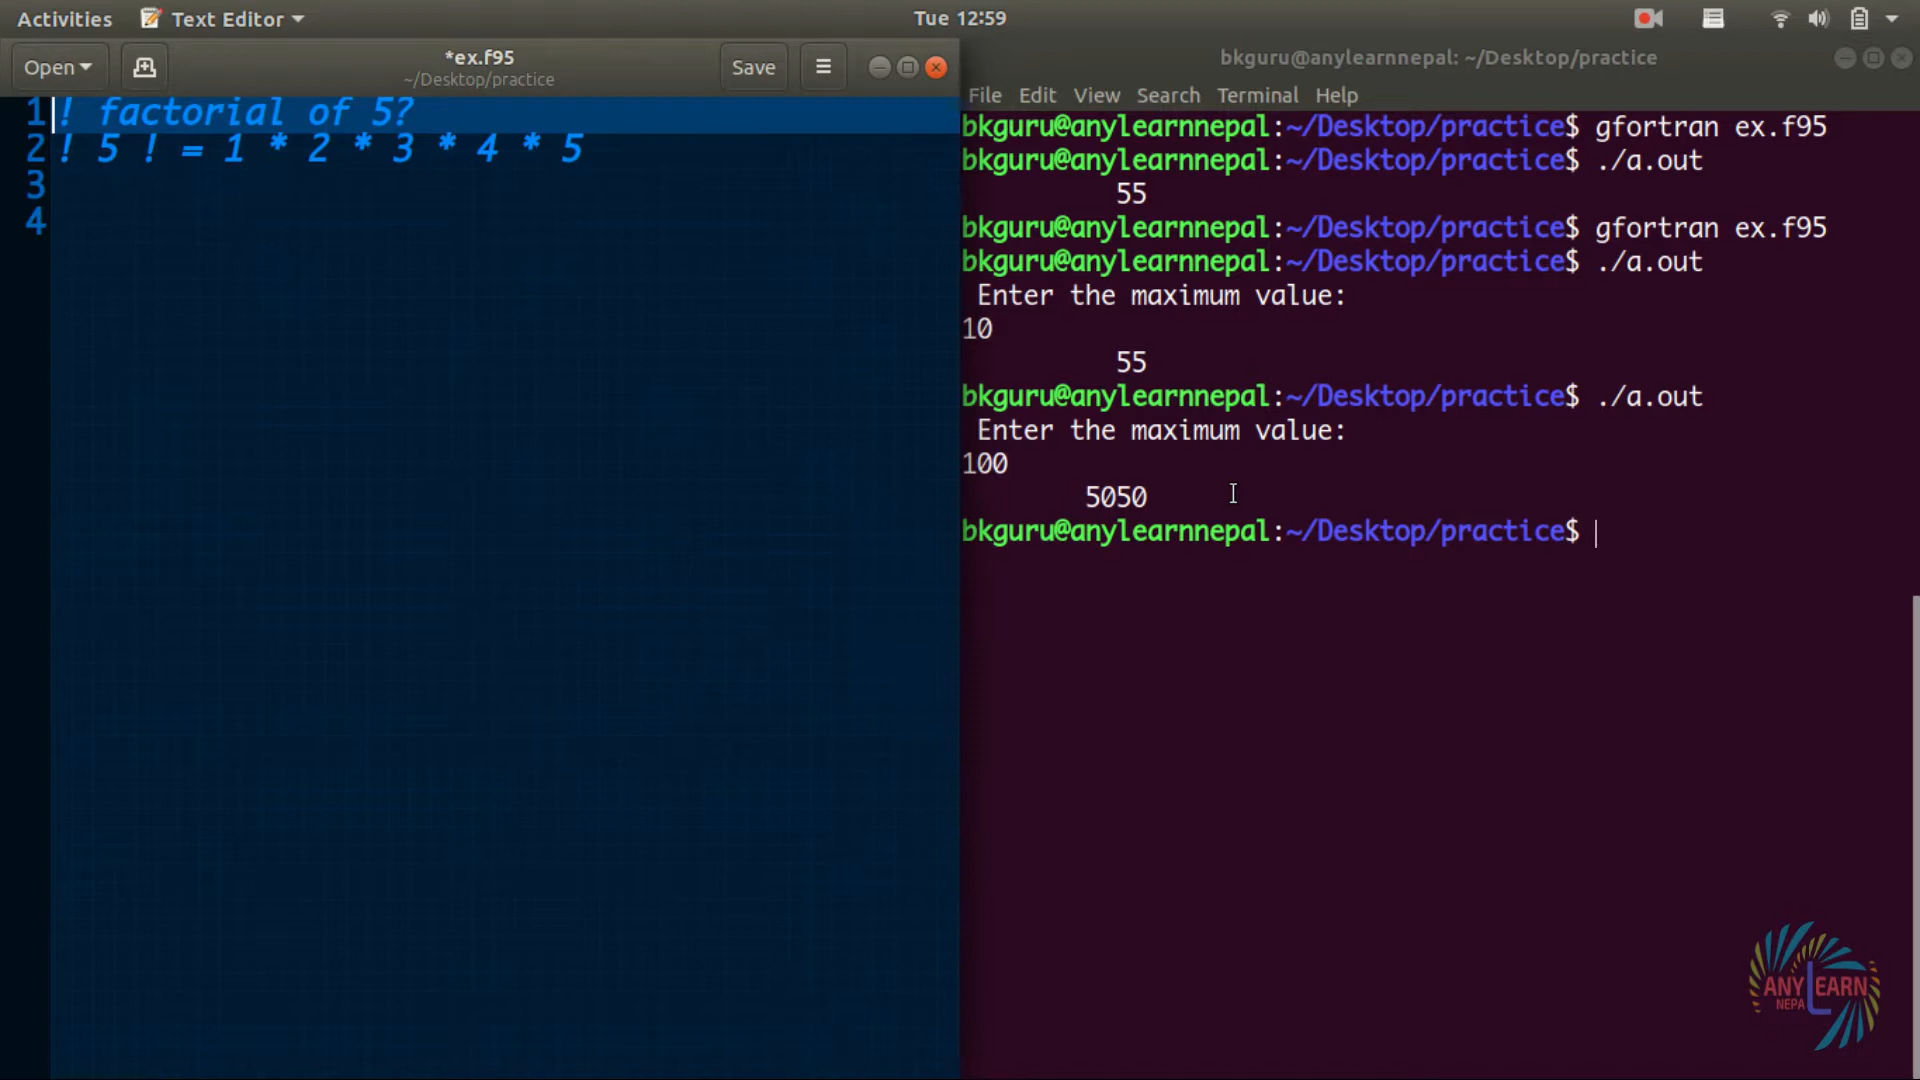 Activities Text Editor Tue 12:59
Open *ex.f95 Save
~/Desktop/practice
1 ! factorial of 5?
2 ! 5 ! = 1 * 2 * 3 * 4 * 5
3
4
bkguru@anylearnnepal: ~/Desktop/practice
File Edit View Search Terminal Help
bkguru@anylearnnepal:~/Desktop/practice$ gfortran ex.f95
bkguru@anylearnnepal:~/Desktop/practice$ ./a.out
55
bkguru@anylearnnepal:~/Desktop/practice$ gfortran ex.f95
bkguru@anylearnnepal:~/Desktop/practice$ ./a.out
Enter the maximum value:
10
55
bkguru@anylearnnepal:~/Desktop/practice$ ./a.out
Enter the maximum value:
100
5050
bkguru@anylearnnepal:~/Desktop/practice$
ANY LEARN
NEPAL